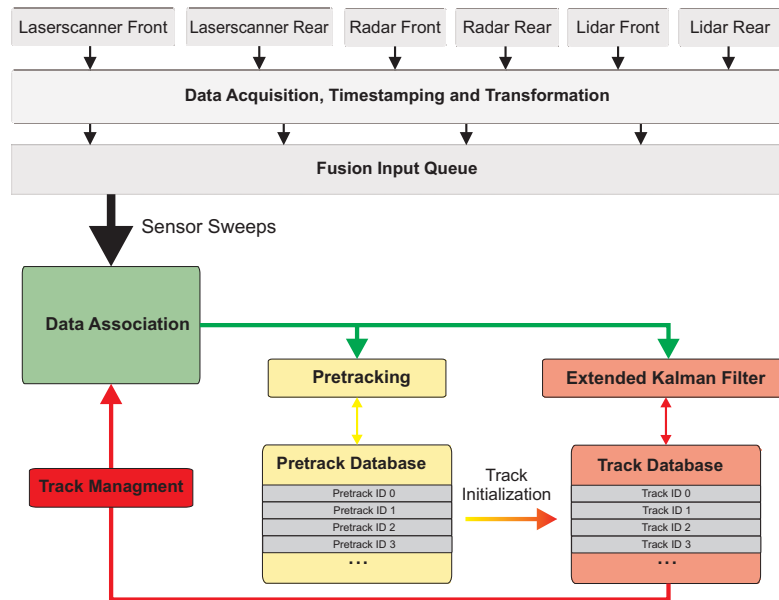 Laserscanner Front
Laserscanner Rear
Radar Front
Radar Rear
Lidar Front
Lidar Rear
Data Acquisition, Timestamping and Transformation
Fusion Input Queue
Sensor Sweeps
Data Association
Pretracking
Extended Kalman Filter
Track Managment
Pretrack Database
Pretrack ID 0
Pretrack ID 1
Pretrack ID 2
Pretrack ID 3
...
Track
Initialization
Track Database
Track ID 0
Track ID 1
Track ID 2
Track ID 3
...